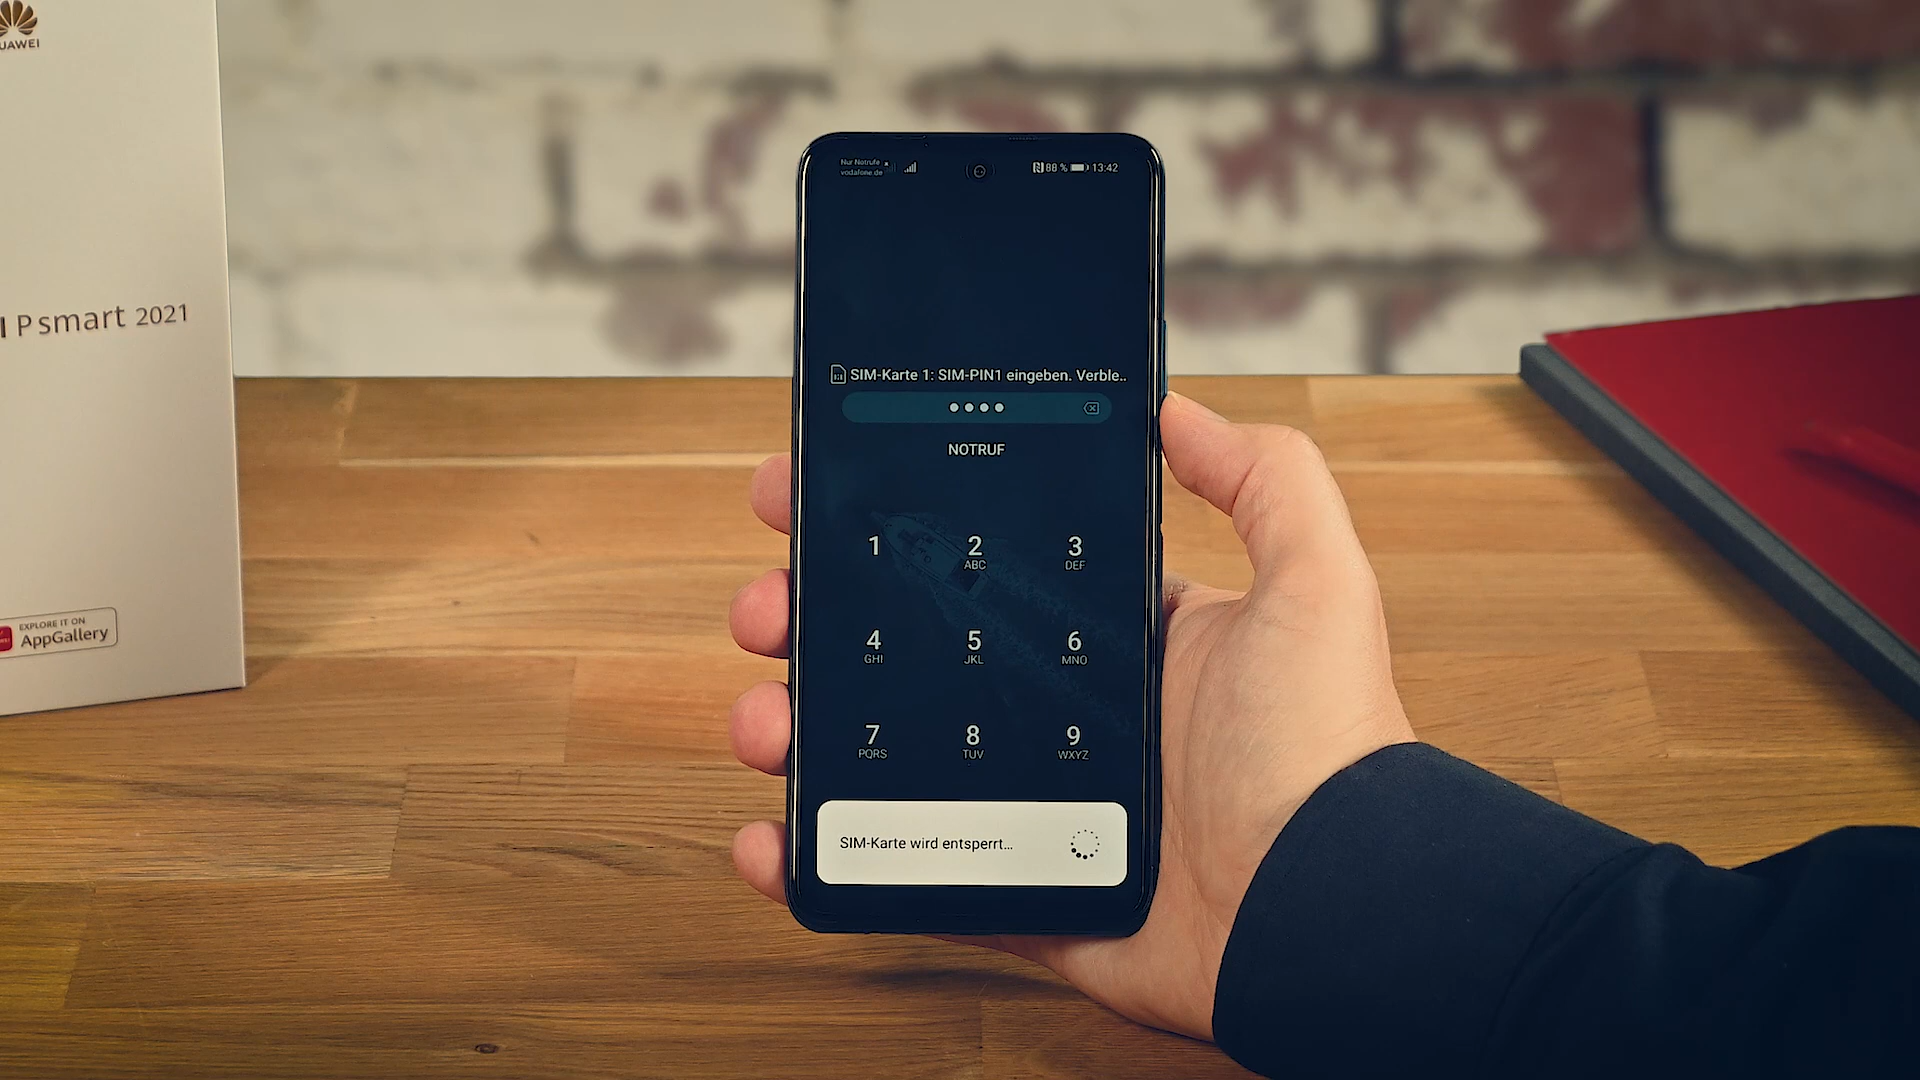 HUAWEI
P smart 2021
EXPLORE IT ON
AppGallery
Nur Notrufe
vodafone.de
88 % 13:42
SIM-Karte 1: SIM-PIN1 eingeben. Verble..
NOTRUF
1
2
ABC
3
DEF
4
GHI
5
JKL
6
MNO
7
PQRS
8
TUV
9
WXYZ
SIM-Karte wird entsperrt...